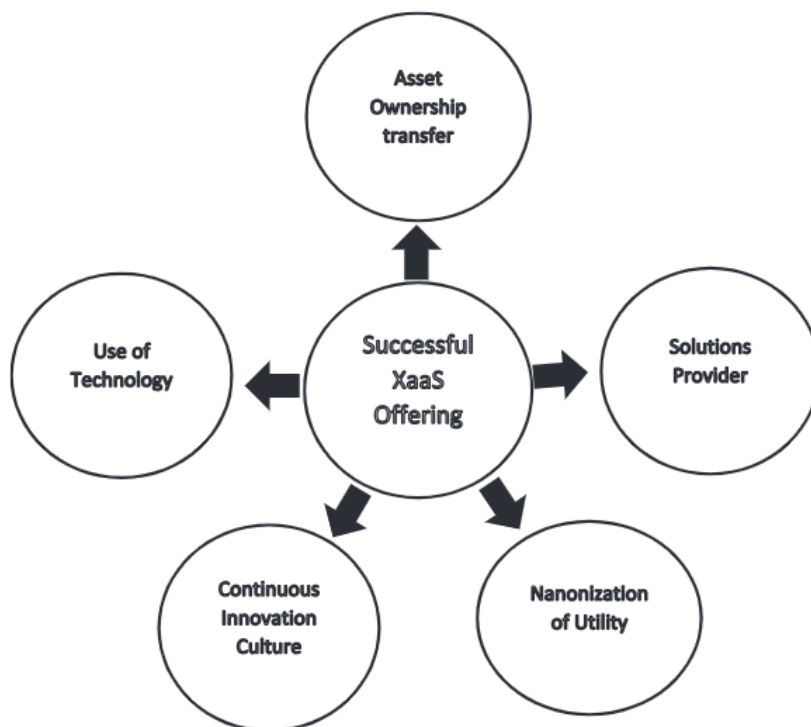 Asset
Ownership
transfer
Use of
Technology
Successful
XaaS
Offering
Solutions
Provider
Continuous
Innovation
Culture
Nanonization
of Utility